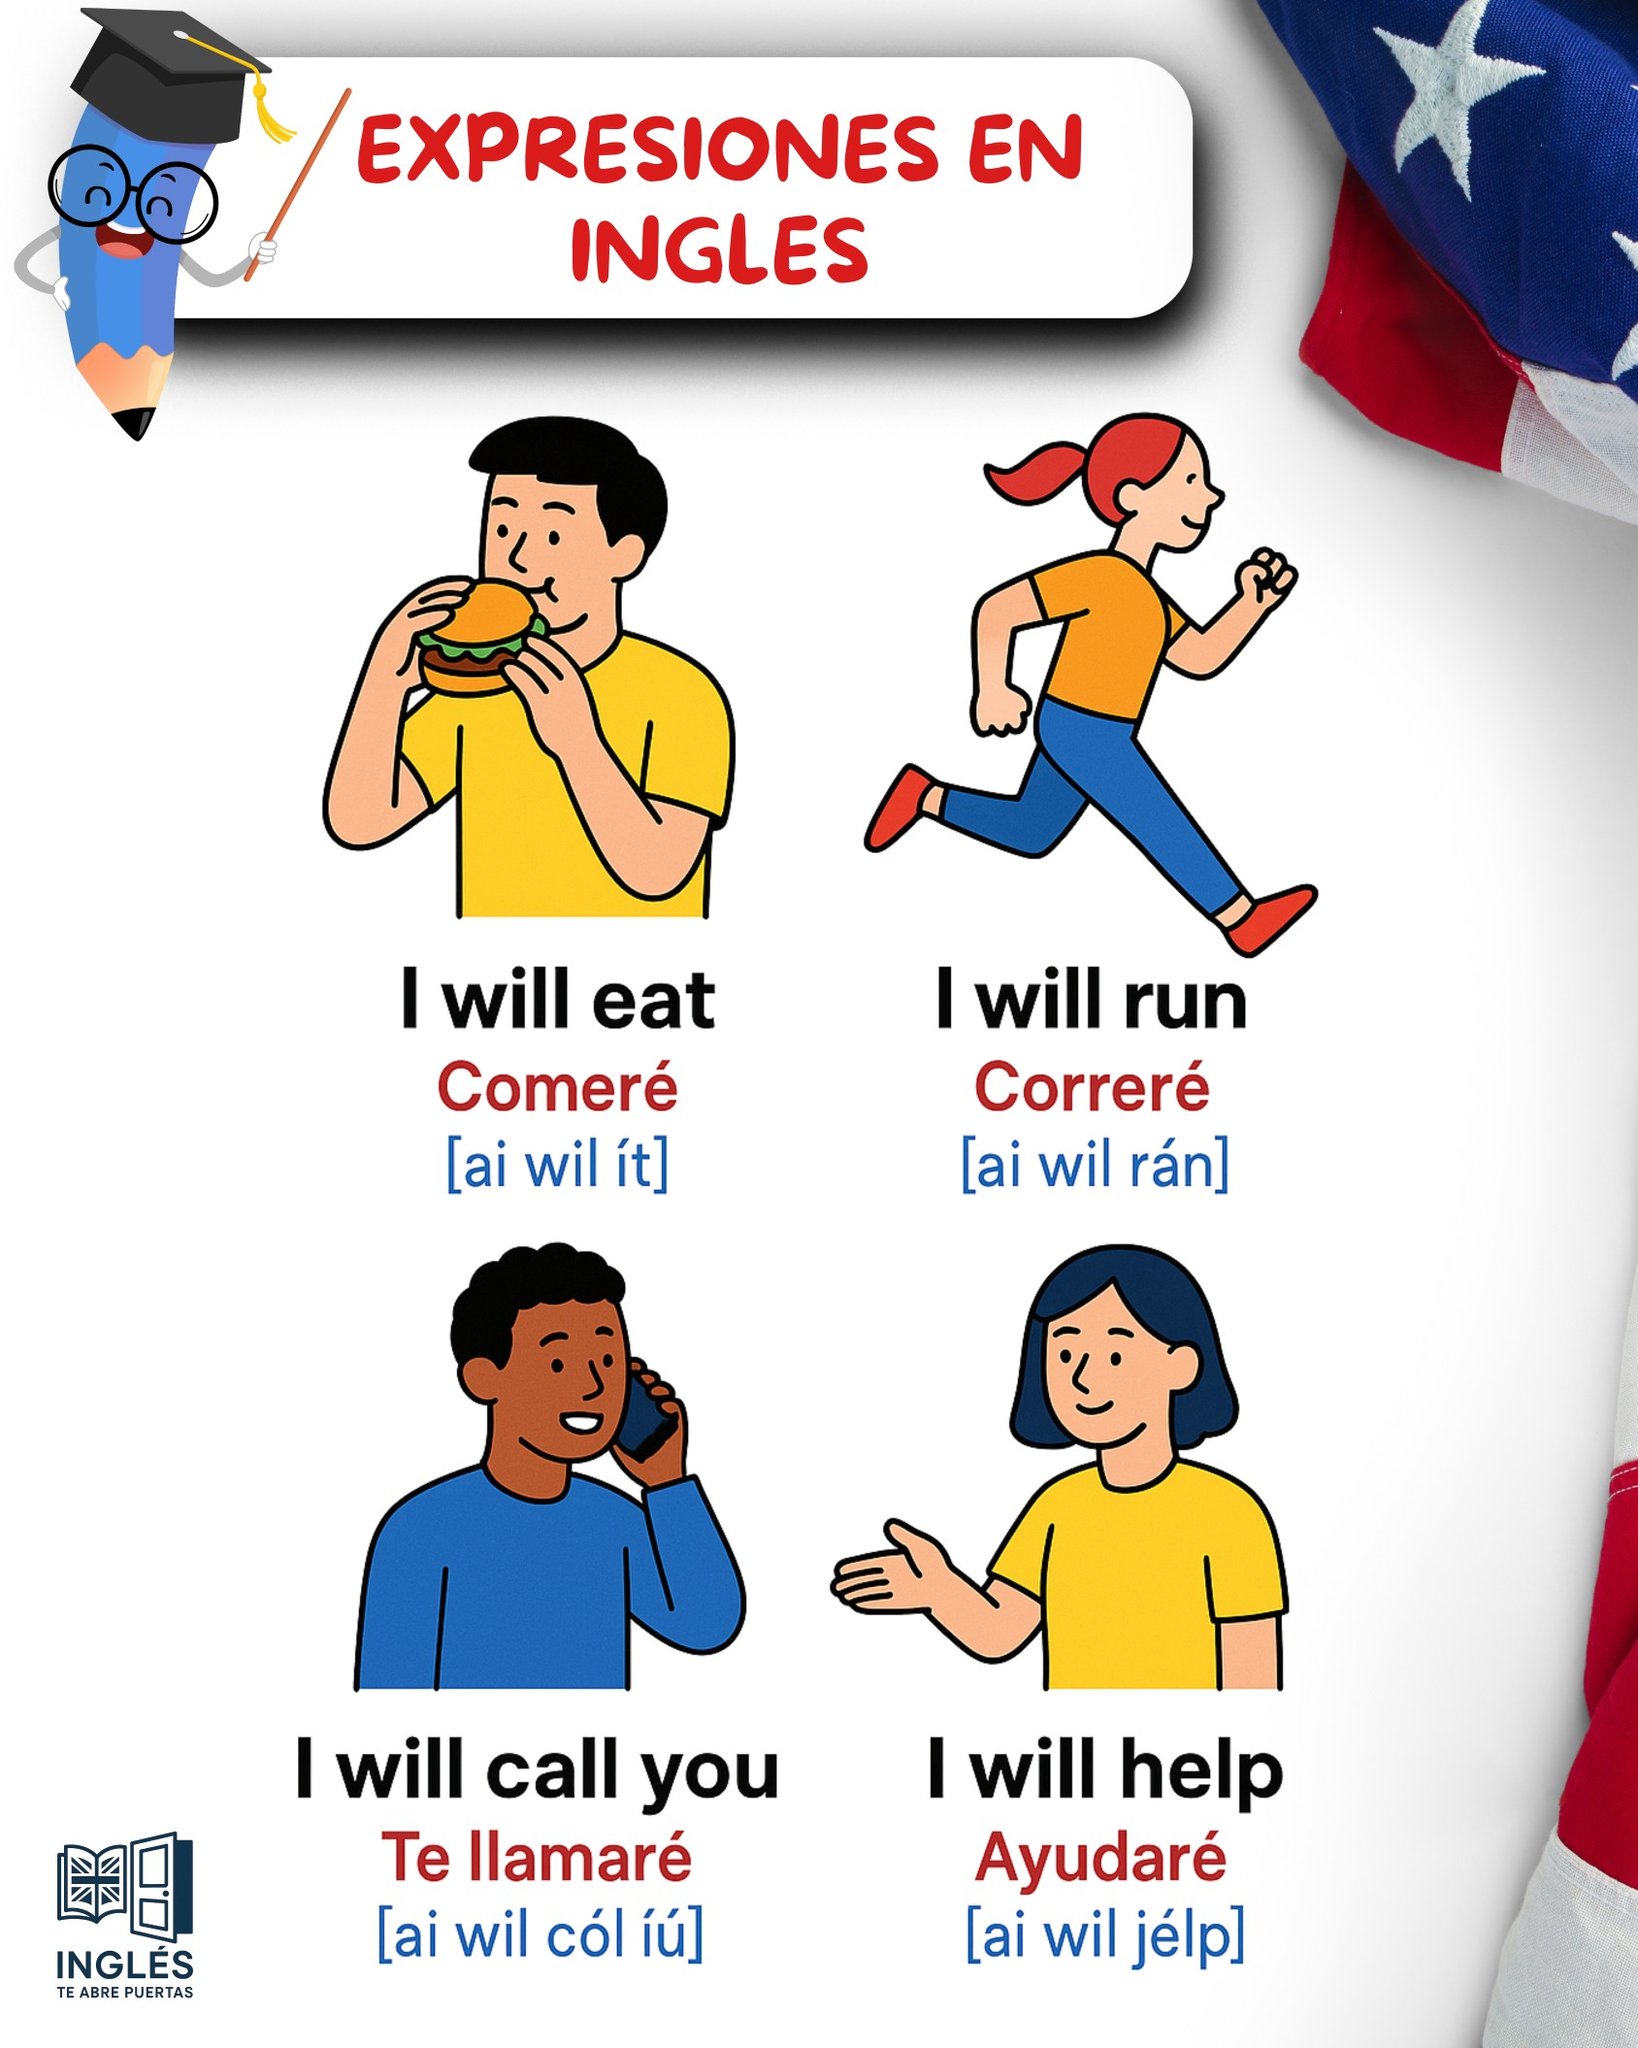 EXPRESIONES EN
INGLES
I will eat
Comeré
[ai wil ít]
I will run
Correré
[ai wil rán]
I will call you
Te llamaré
[ai wil cól íú]
I will help
Ayudaré
[ai wil jélp]
INGLÉS
TE ABRE PUERTAS